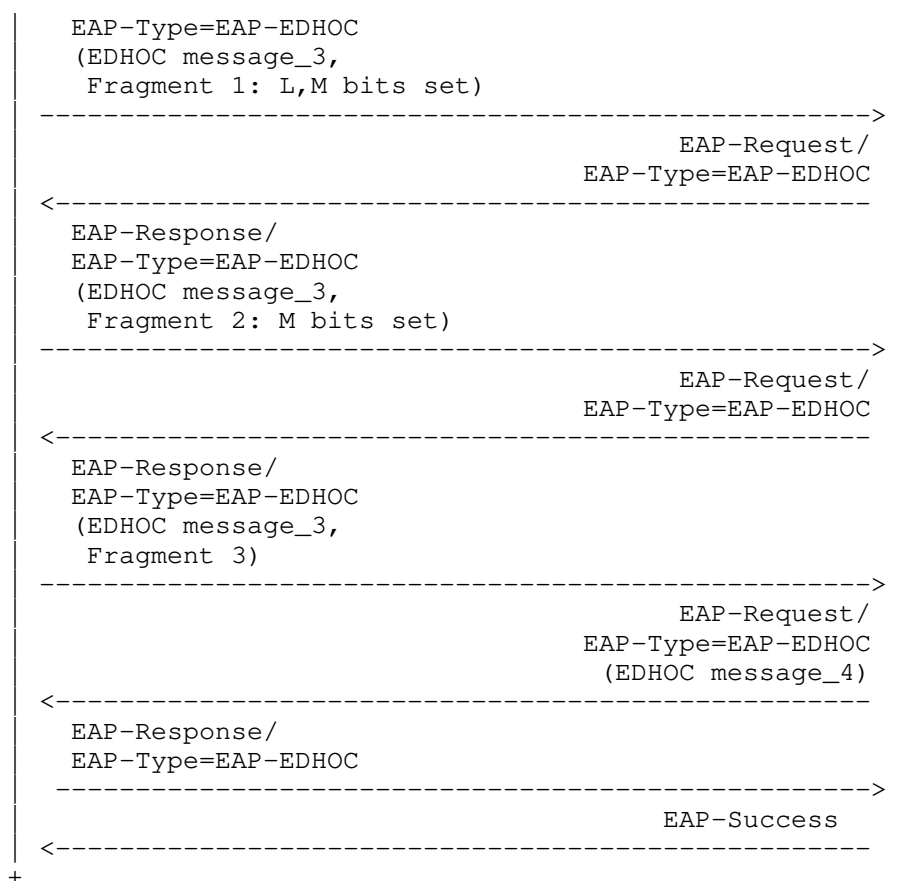 EAP-Type=EAP-EDHOC
(EDHOC message_3,
Fragment 1: L,M bits set)
EAP-Request/
EAP-Type=EAP-EDHOC
EAP-Response/
EAP-Type=EAP-EDHOC
(EDHOC message_3,
Fragment 2: M bits set)
EAP-Request/
EAP-Type=EAP-EDHOC
EAP-Response/
EAP-Type=EAP-EDHOC
(EDHOC message_3,
Fragment 3)
EAP-Request/
EAP-Type=EAP-EDHOC
(EDHOC message_4)
EAP-Response/
EAP-Type=EAP-EDHOC
EAP-Success